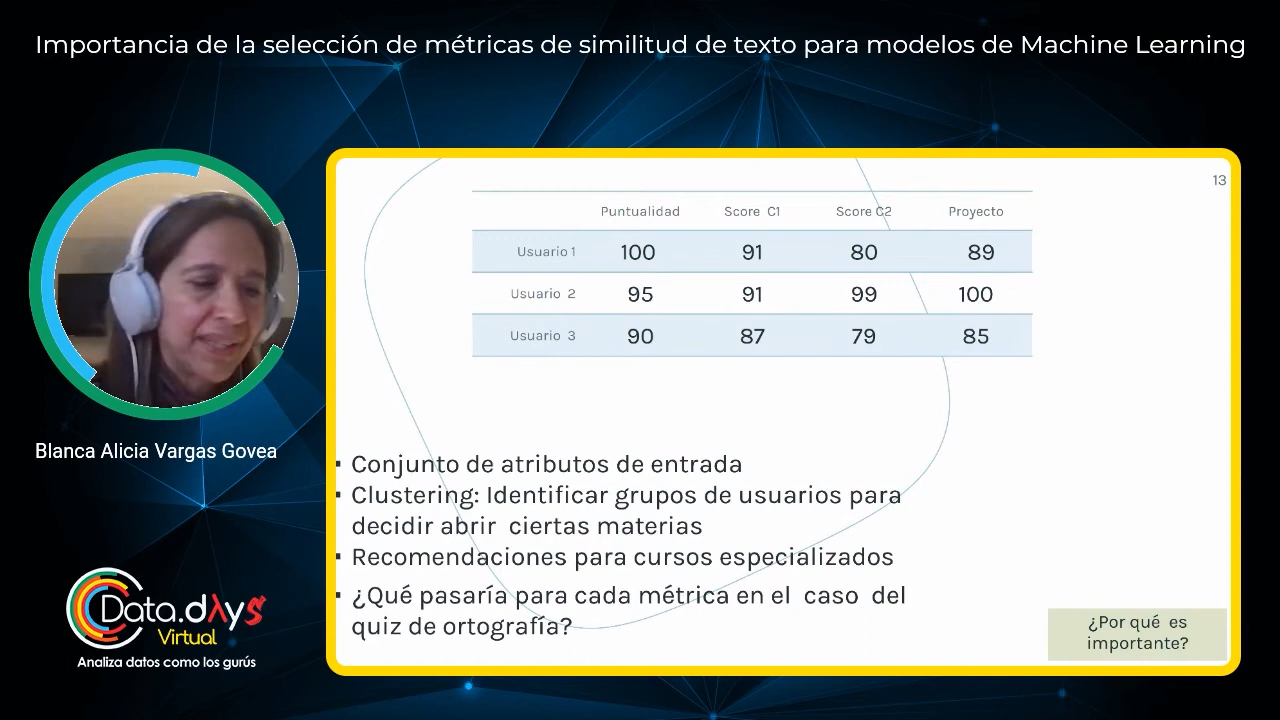 Importancia de la selección de métricas de similitud de texto para modelos de Machine Learning
13
Puntualidad Score C1 Score C2 Proyecto
Usuario 1 100 91 80 89
Usuario 2 95 91 99 100
Usuario 3 90 87 79 85
Blanca Alicia Vargas Govea
▪ Conjunto de atributos de entrada
▪ Clustering: Identificar grupos de usuarios para
decidir abrir ciertas materias
▪ Recomendaciones para cursos especializados
▪ ¿Qué pasaría para cada métrica en el caso del
quiz de ortografía?
¿Por qué es
importante?
Data.dλys
Virtual
Analiza datos como los gurús